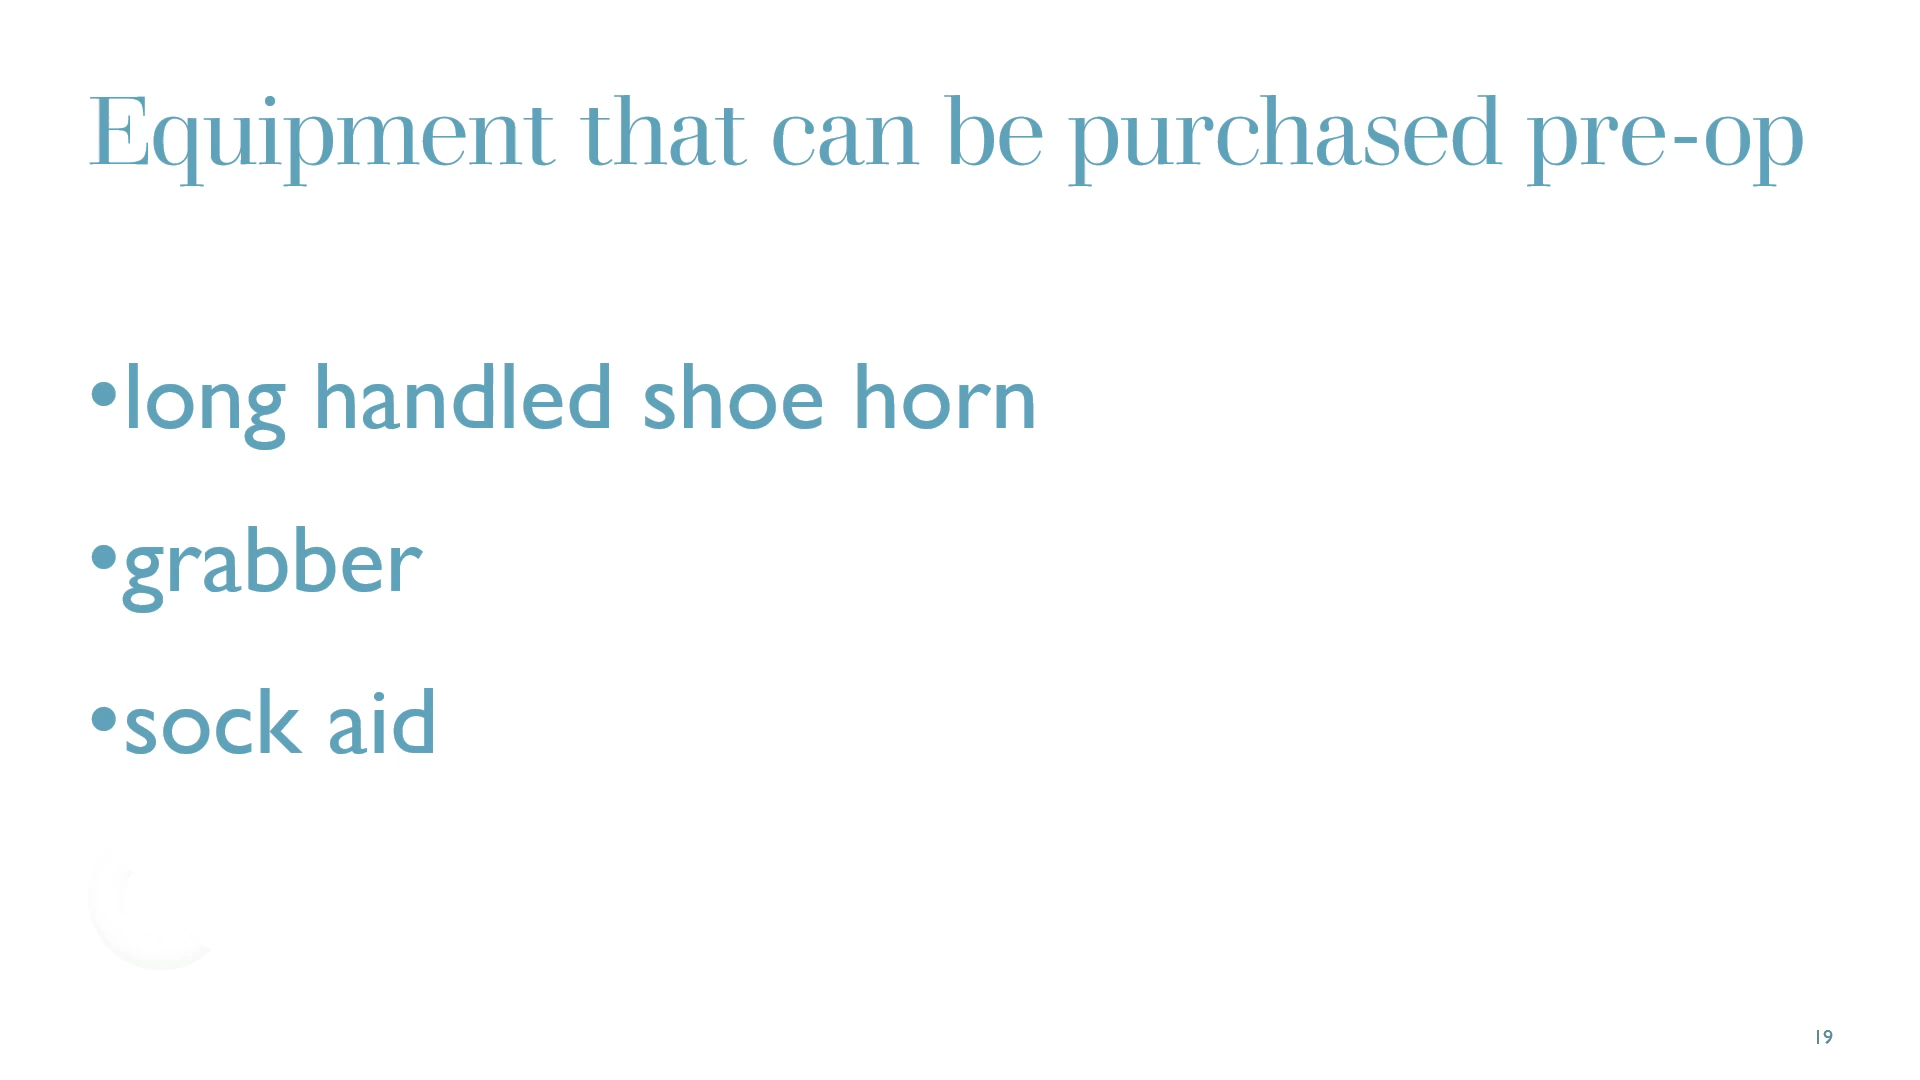 Equipment that can be purchased pre-op
•long handled shoe horn
•grabber
•sock aid
19